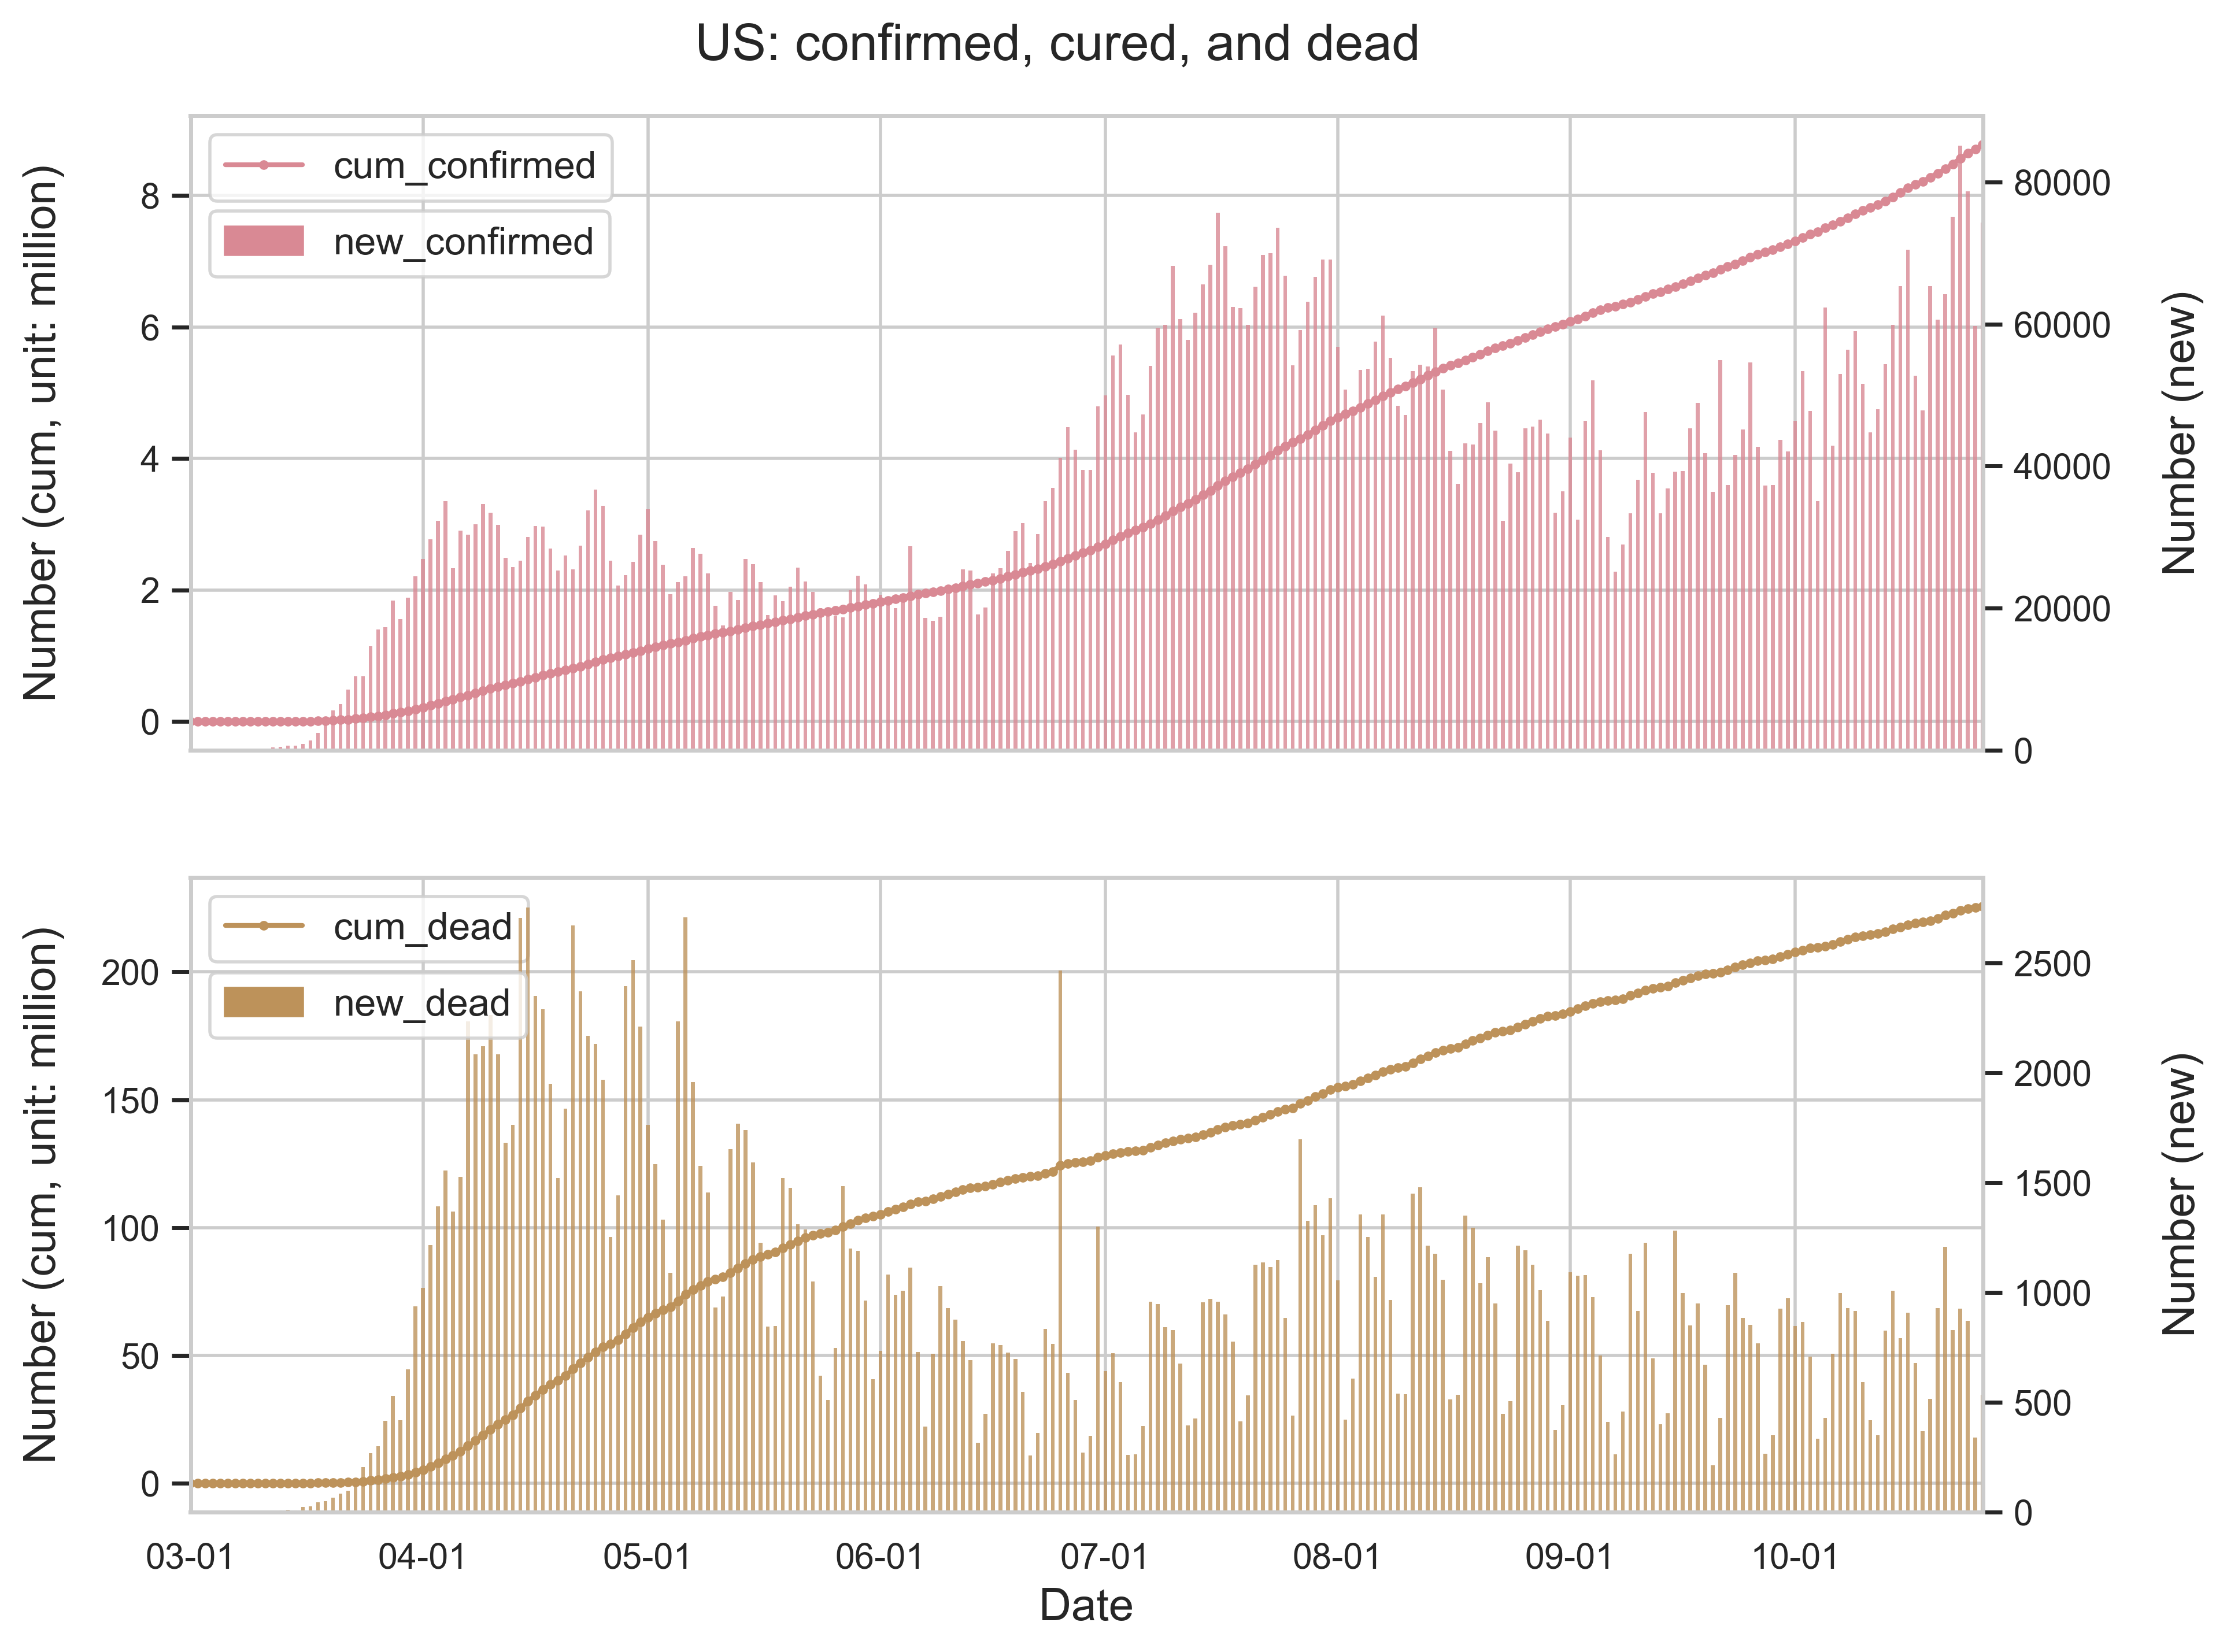 US: confirmed, cured, and dead
cum_confirmed
new_confirmed
Number (cum, unit: million)
8
6
4
2
0
80000
60000
40000
20000
0
Number (new)
cum_dead
new_dead
Number (cum, unit: million)
200
150
100
50
0
2500
2000
1500
1000
500
0
Number (new)
03-01 04-01 05-01 06-01 07-01 08-01 09-01 10-01
Date